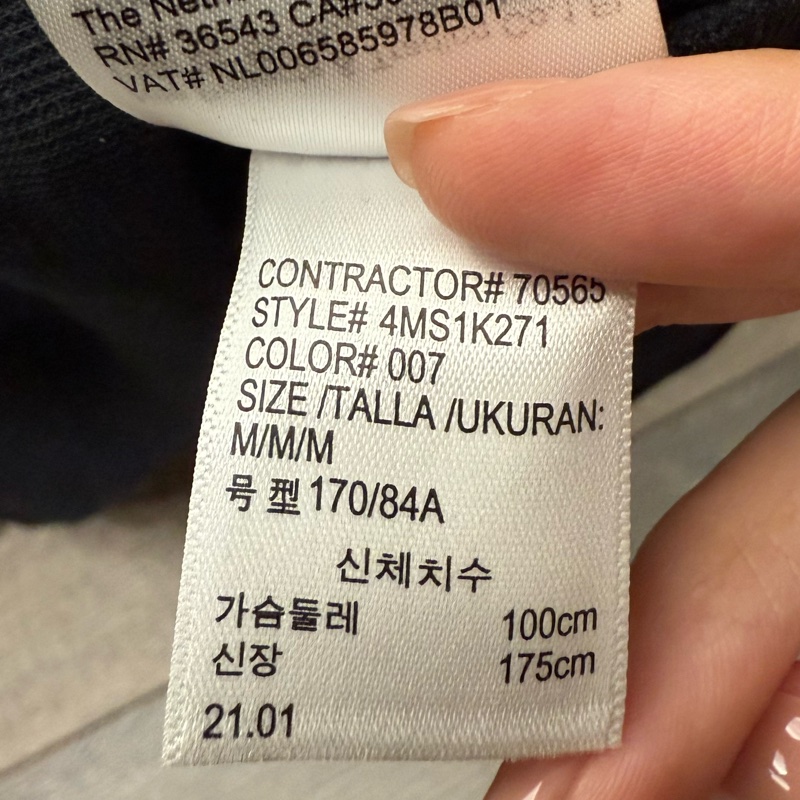 The
RN# 36543 CA#
VAT# NL006585978B01
CONTRACTOR# 70565
STYLE# 4MS1K271
COLOR# 007
SIZE /TALLA /UKURAN:
M/M/M
号 型 170/84A
신체치수
가슴둘레 100cm
신장 175cm
21.01